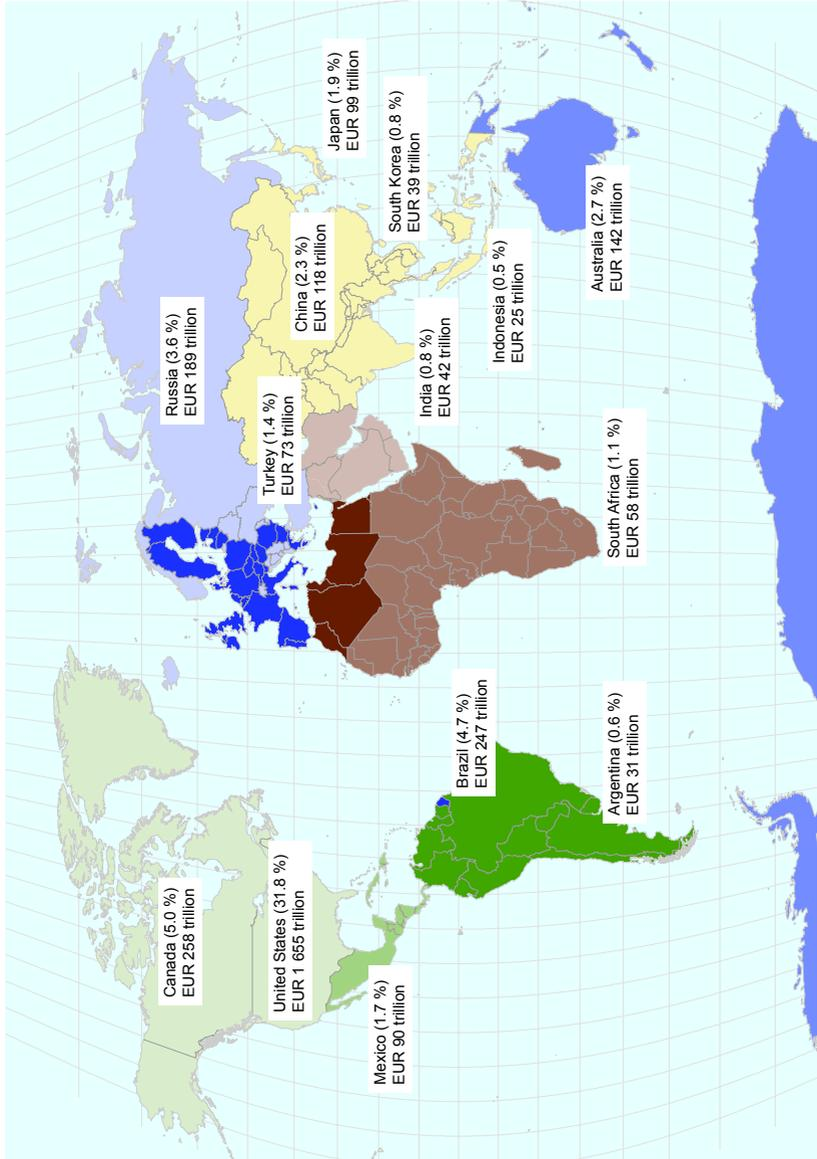 Canada (5.0 %)
EUR 258 trillion
United States (31.8 %)
EUR 1 655 trillion
Mexico (1.7 %)
EUR 90 trillion
Brazil (4.7 %)
EUR 247 trillion
Argentina (0.6 %)
EUR 31 trillion
Russia (3.6 %)
EUR 189 trillion
Turkey (1.4 %)
EUR 73 trillion
South Africa (1.1 %)
EUR 58 trillion
China (2.3 %)
EUR 118 trillion
India (0.8 %)
EUR 42 trillion
Japan (1.9 %)
EUR 99 trillion
South Korea (0.8 %)
EUR 39 trillion
Indonesia (0.5 %)
EUR 25 trillion
Australia (2.7 %)
EUR 142 trillion